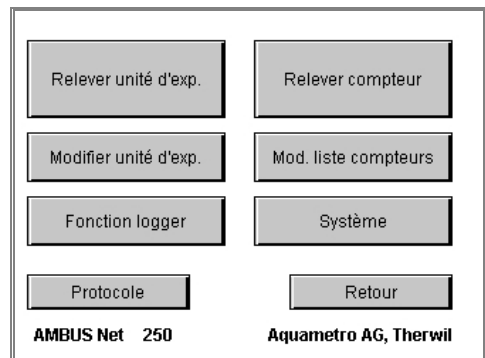 Relever unité d'exp. Relever compteur
Modifier unité d'exp. Mod. liste compteurs
Fonction logger Système
Protocole Retour
AMBUS Net 250 Aquametro AG, Therwil